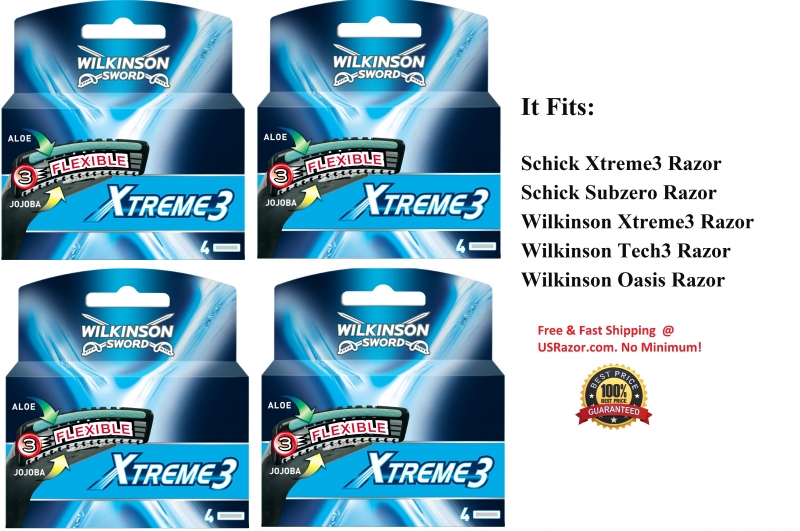 WILKINSON
SWORD
ALOE
3 FLEXIBLE
JOJOBA
XTREME3
4
WILKINSON
SWORD
ALOE
3 FLEXIBLE
JOJOBA
XTREME3
4
It Fits:
Schick Xtreme3 Razor
Schick Subzero Razor
Wilkinson Xtreme3 Razor
Wilkinson Tech3 Razor
Wilkinson Oasis Razor
WILKINSON
SWORD
ALOE
3 FLEXIBLE
JOJOBA
XTREME3
4
WILKINSON
SWORD
ALOE
3 FLEXIBLE
JOJOBA
XTREME3
4
Free & Fast Shipping @
USRazor.com. No Minimum!
BEST PRICE
100%
BEST PRICE
GUARANTEED